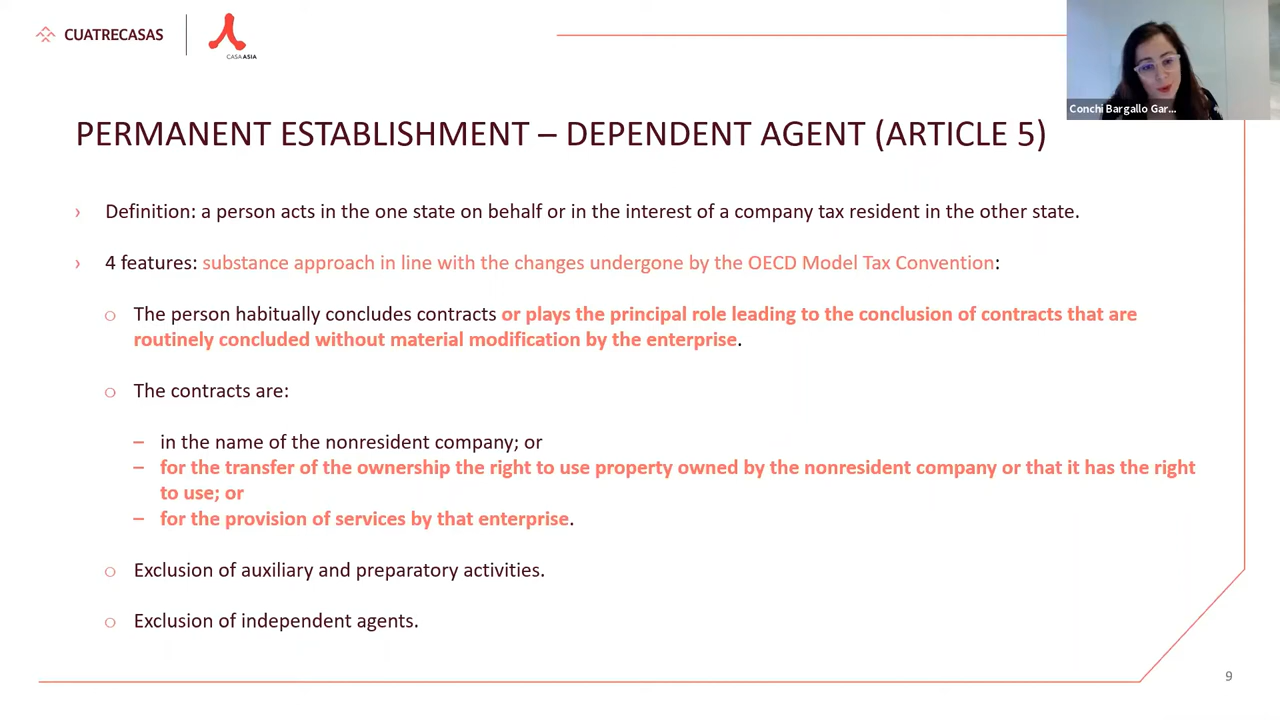 CUATRECASAS
CASAASIA
Conchi Bargallo Gar...
PERMANENT ESTABLISHMENT – DEPENDENT AGENT (ARTICLE 5)
› Definition: a person acts in the one state on behalf or in the interest of a company tax resident in the other state.
› 4 features: substance approach in line with the changes undergone by the OECD Model Tax Convention:
○ The person habitually concludes contracts or plays the principal role leading to the conclusion of contracts that are
routinely concluded without material modification by the enterprise.
○ The contracts are:
– in the name of the nonresident company; or
– for the transfer of the ownership the right to use property owned by the nonresident company or that it has the right
to use; or
– for the provision of services by that enterprise.
○ Exclusion of auxiliary and preparatory activities.
○ Exclusion of independent agents.
9